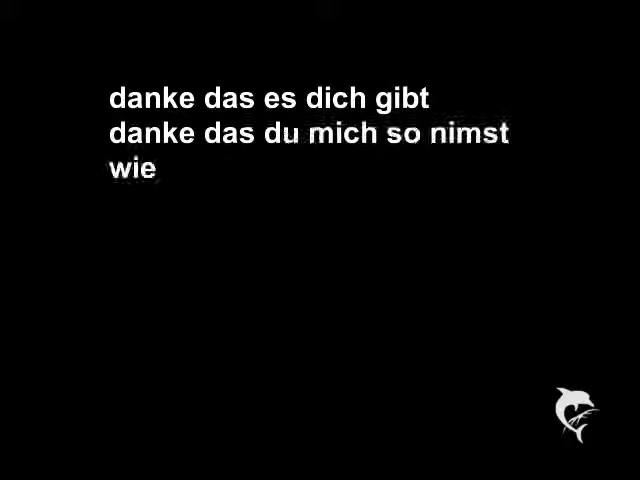 danke das es dich gibt
danke das du mich so nimst
wie